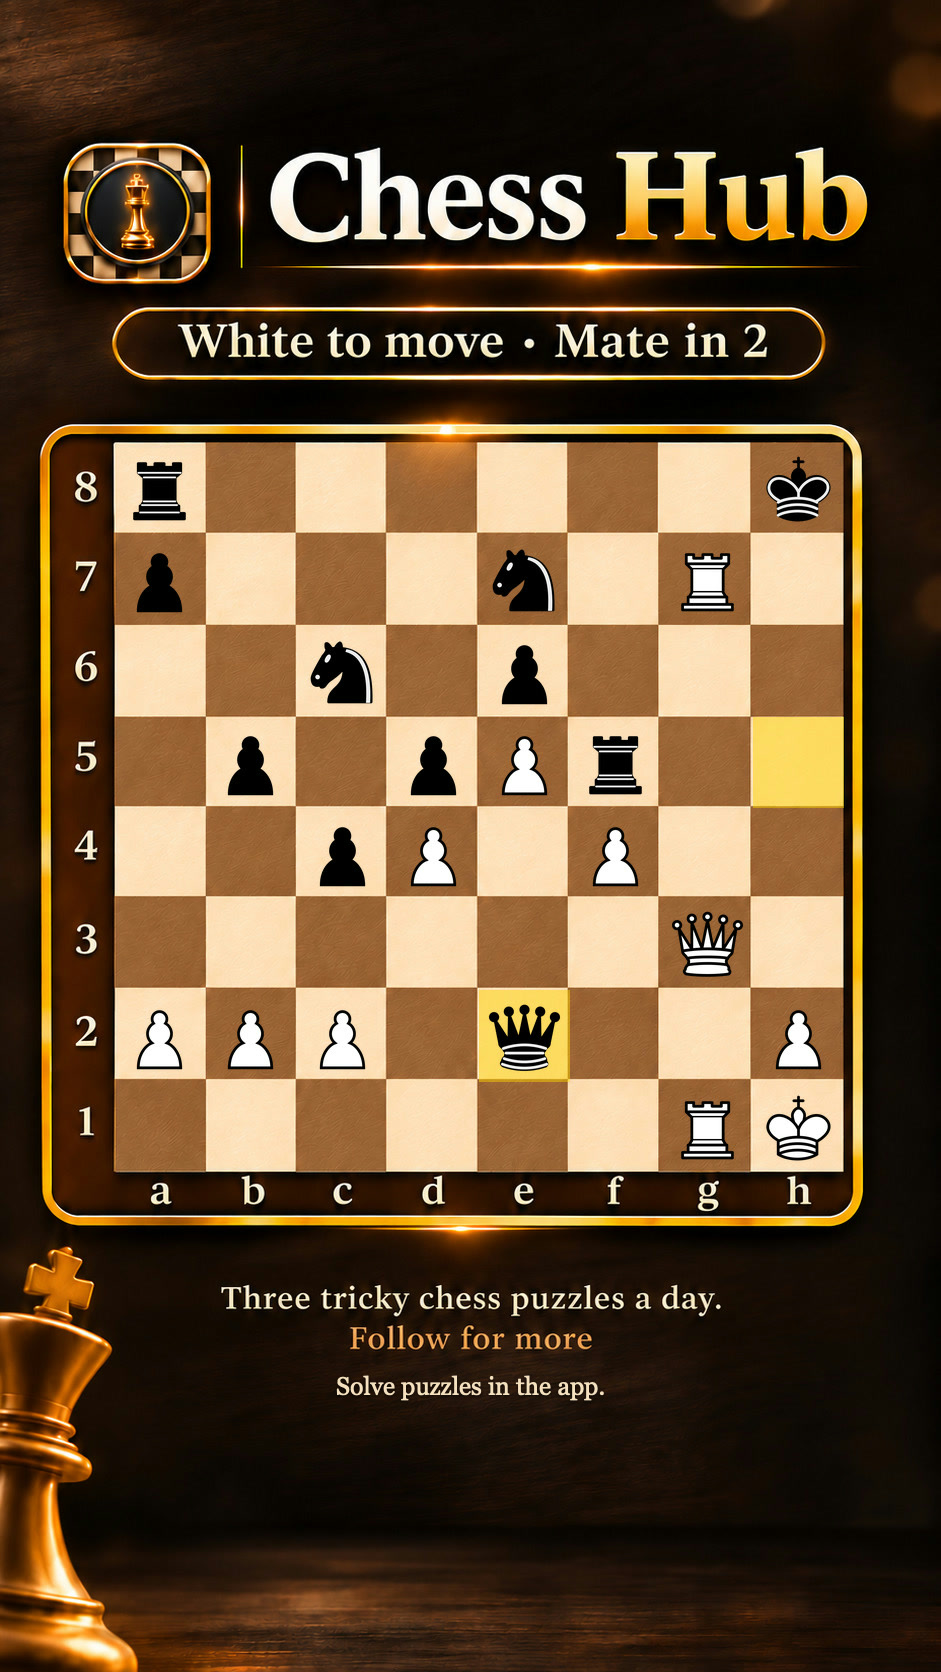 Chess Hub
White to move • Mate in 2
8
7
6
5
4
3
2
1
a b c d e f g h
Three tricky chess puzzles a day.
Follow for more
Solve puzzles in the app.